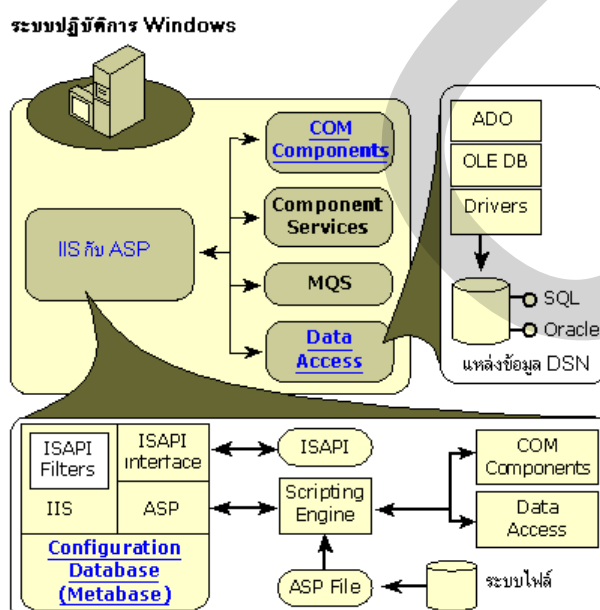 ระบบปฏิบัติการ Windows
COM
Components
Component
Services
IIS กับ ASP
MQS
Data
Access
ADO
OLE DB
Drivers
SQL
Oracle
แหล่งข้อมูล DSN
ISAPI
Filters
ISAPI
interface
IIS
ASP
Configuration
Database
(Metabase)
ISAPI
Scripting
Engine
ASP File
COM
Components
Data
Access
ระบบไฟล์